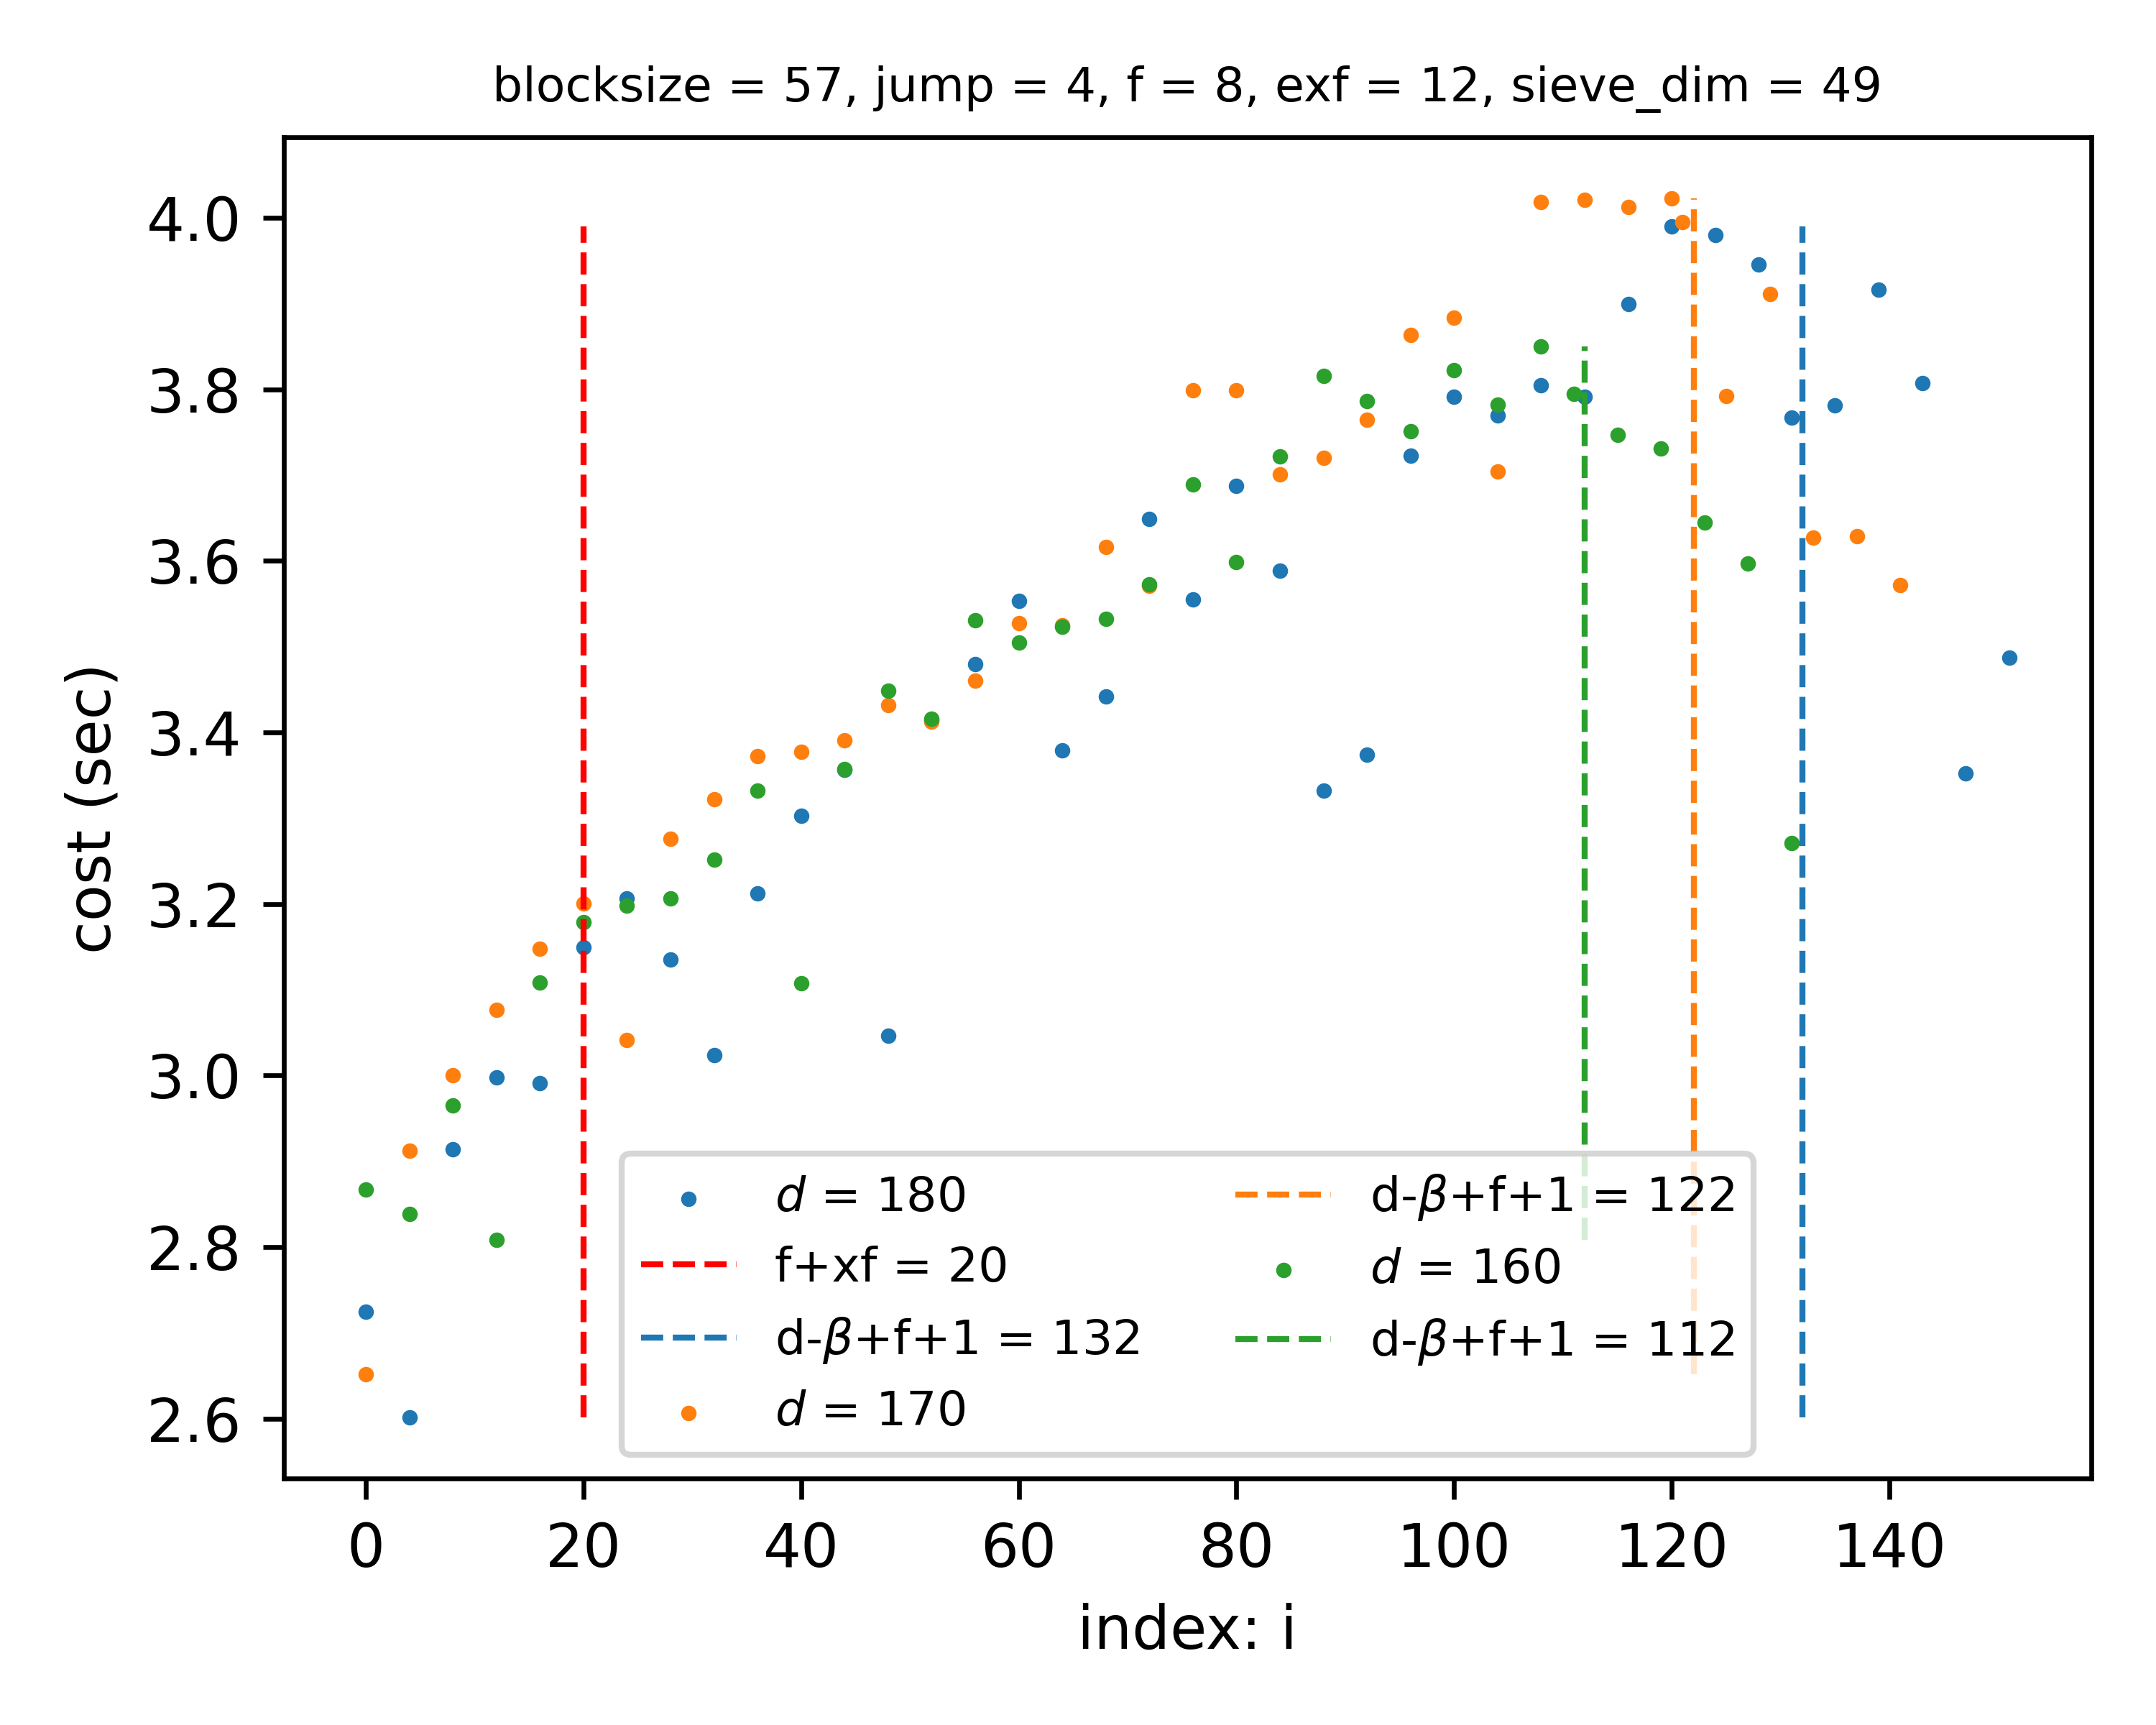 blocksize = 57, jump = 4, f = 8, exf = 12, sieve_dim = 49
cost (sec)
4.0
3.8
3.6
3.4
3.2
3.0
2.8
2.6
d = 180
f+xf = 20
d-β+f+1 = 132
d = 170
d-β+f+1 = 122
d = 160
d-β+f+1 = 112
0 20 40 60 80 100 120 140
index: i